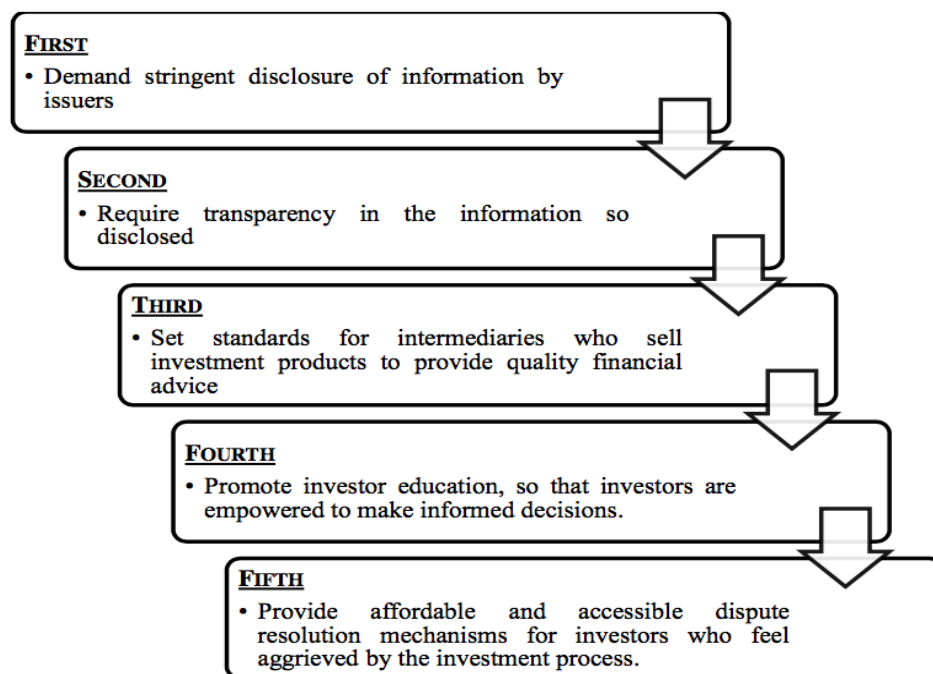 FIRST
• Demand stringent disclosure of information by
issuers
SECOND
• Require transparency in the information so
disclosed
THIRD
• Set standards for intermediaries who sell
investment products to provide quality financial
advice
FOURTH
• Promote investor education, so that investors are
empowered to make informed decisions.
FIFTH
• Provide affordable and accessible dispute
resolution mechanisms for investors who feel
aggrieved by the investment process.